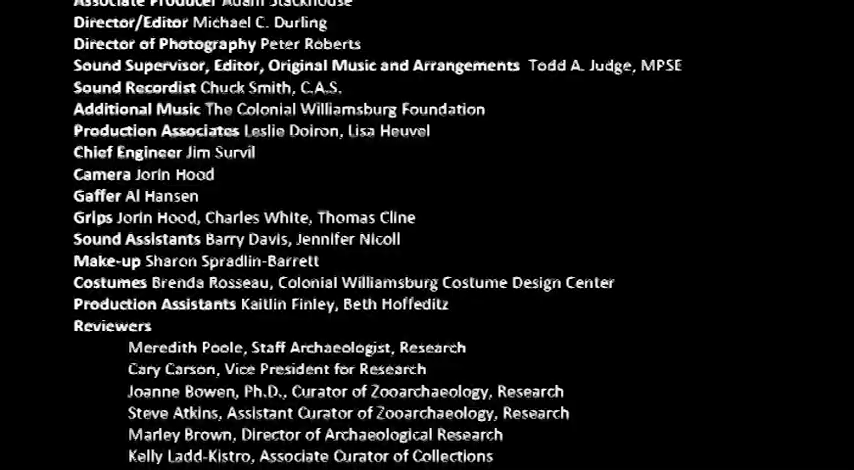 Associate Producer Adam Stackhouse
Director/Editor Michael C. Durling
Director of Photography Peter Roberts
Sound Supervisor, Editor, Original Music and Arrangements Todd A. Judge, MPSE
Sound Recordist Chuck Smith, C.A.S.
Additional Music The Colonial Williamsburg Foundation
Production Associates Leslie Doiron, Lisa Heuvel
Chief Engineer Jim Survil
Camera Jorin Hood
Gaffer Al Hansen
Grips Jorin Hood, Charles White, Thomas Cline
Sound Assistants Barry Davis, Jennifer Nicoll
Make-up Sharon Spradlin-Barrett
Costumes Brenda Rosseau, Colonial Williamsburg Costume Design Center
Production Assistants Kaitlin Finley, Beth Hoffeditz
Reviewers
Meredith Poole, Staff Archaeologist, Research
Cary Carson, Vice President for Research
Joanne Bowen, Ph.D., Curator of Zooarchaeology, Research
Steve Atkins, Assistant Curator of Zooarchaeology, Research
Marley Brown, Director of Archaeological Research
Kelly Ladd-Kistro, Associate Curator of Collections